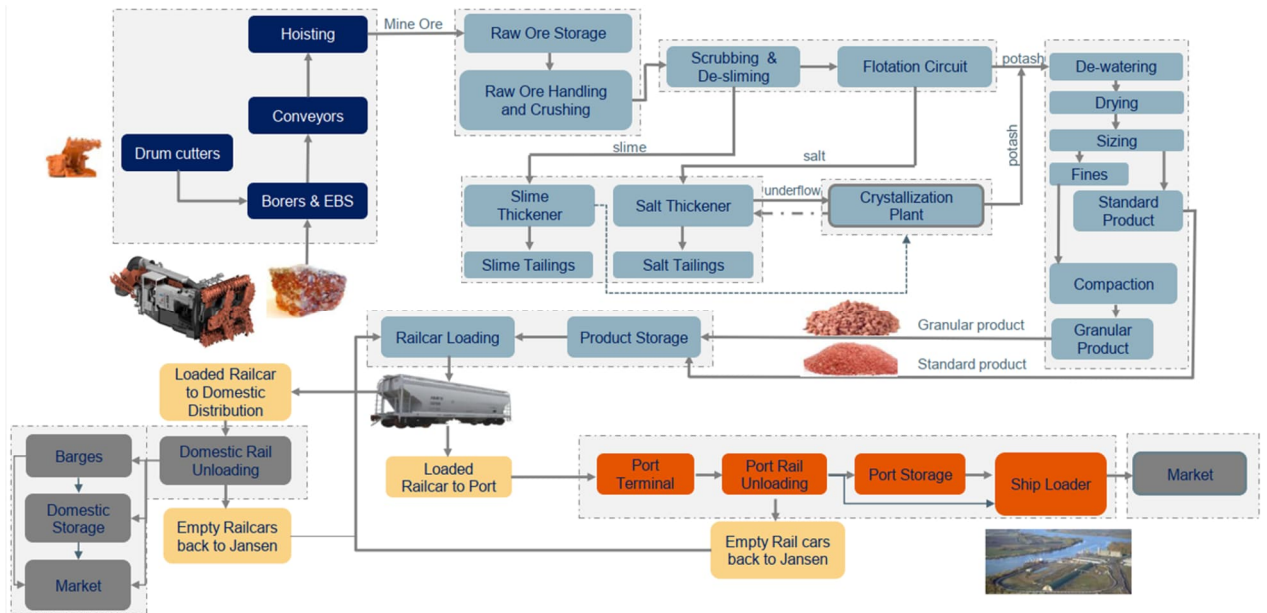 Hoisting
Mine Ore
Conveyors
Drum cutters
Borers & EBS
Raw Ore Storage
Raw Ore Handling
and Crushing
Scrubbing &
De-sliming
Flotation Circuit
potash
slime
salt
potash
De-watering
Drying
Sizing
Fines
Standard
Product
Compaction
Granular
Product
Slime
Thickener
Slime Tailings
Salt Thickener
Salt Tailings
underflow
Crystallization
Plant
Granular product
Standard product
Railcar Loading
Product Storage
Loaded Railcar
to Domestic
Distribution
Barges
Domestic
Storage
Market
Domestic Rail
Unloading
Empty Railcars
back to Jansen
Loaded
Railcar to Port
Port
Terminal
Port Rail
Unloading
Port Storage
Ship Loader
Market
Empty Rail cars
back to Jansen